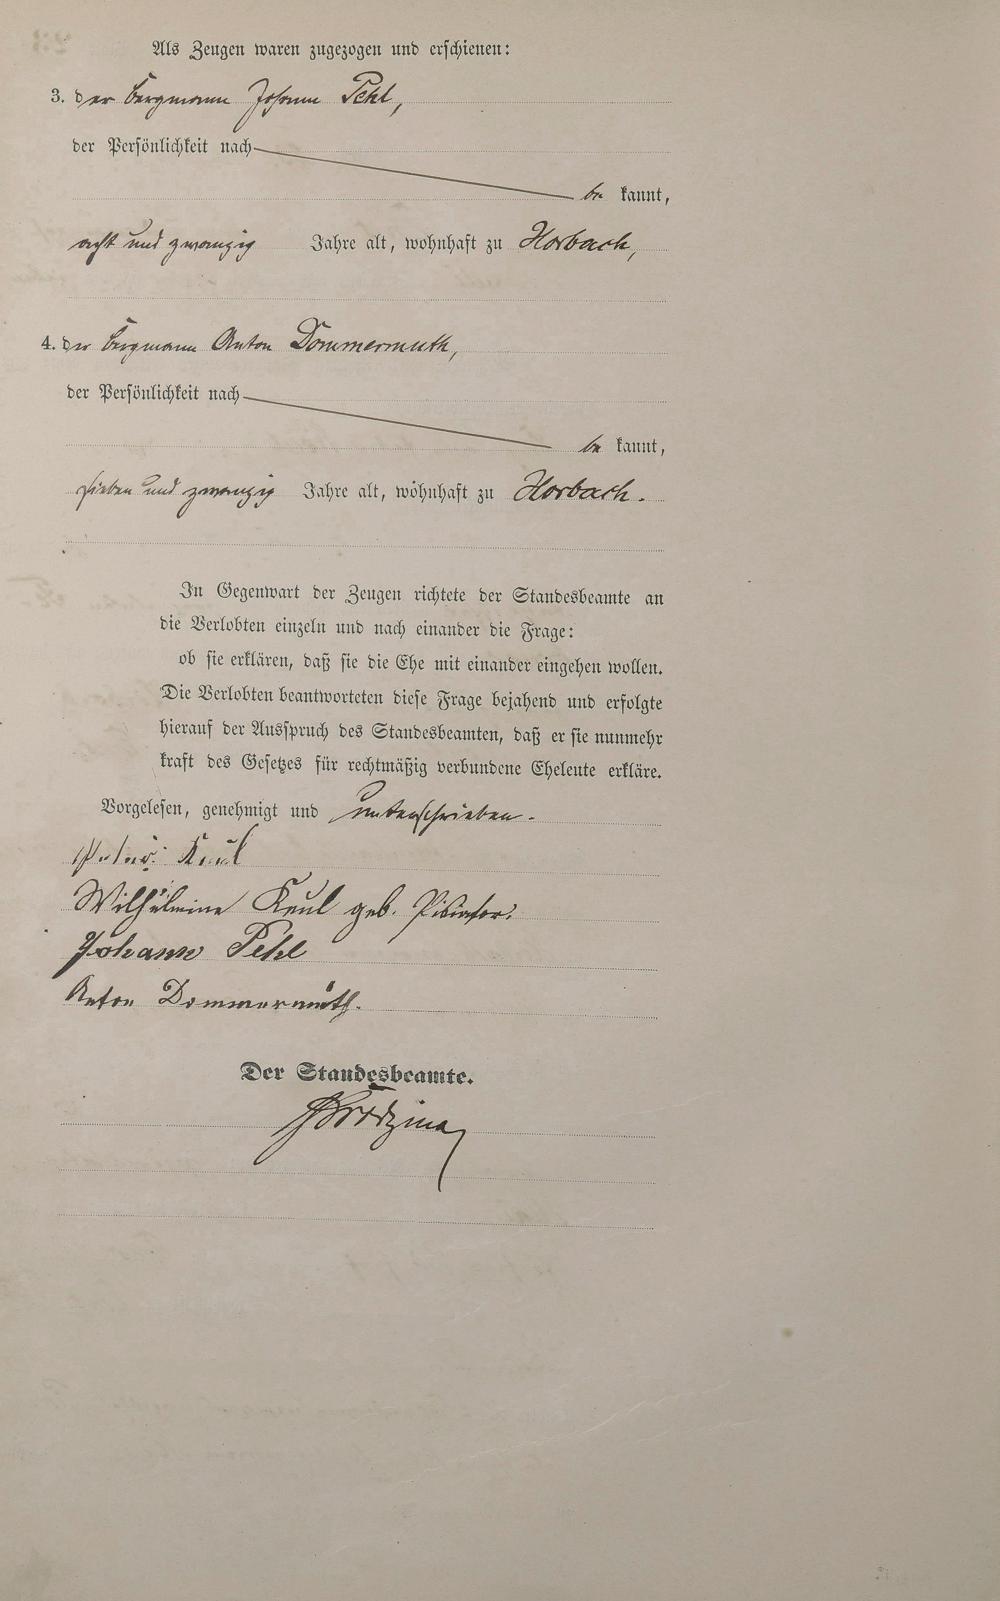 Als Zeugen waren zugezogen und erschienen:
3. der Bergmann Johann Pehl,
der Persönlichkeit nach
be kannt,
acht und zwanzig Jahre alt, wohnhaft zu Horbach,
4. der Bergmann Anton Dommermuth,
der Persönlichkeit nach
be kannt,
sieben und zwanzig Jahre alt, wohnhaft zu Horbach.
In Gegenwart der Zeugen richtete der Standesbeamte an
die Verlobten einzeln und nach einander die Frage:
ob sie erklären, daß sie die Ehe mit einander eingehen wollen.
Die Verlobten beantworteten diese Frage bejahend und erfolgte
hierauf der Ausspruch des Standesbeamten, daß er sie nunmehr
kraft des Gesetzes für rechtmäßig verbundene Eheleute erkläre.
Vorgelesen, genehmigt und unterschrieben.
Peter Keul
Wilhelmine Keul geb. Pisiator.
Johann Pehl
Anton Dommermuth.
Der Standesbeamte.